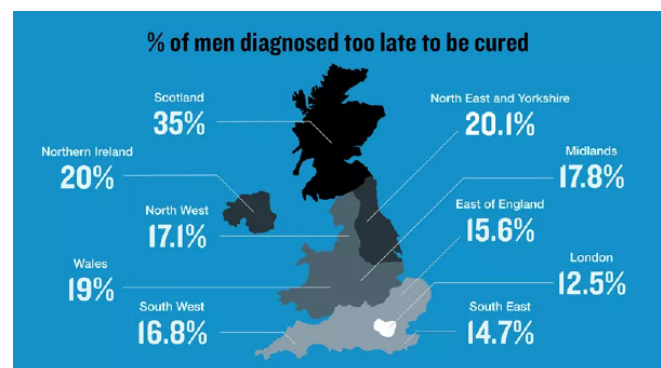 % of men diagnosed too late to be cured
Scotland
35%
North East and Yorkshire
20.1%
Northern Ireland
20%
Midlands
17.8%
North West
17.1%
East of England
15.6%
Wales
19%
London
12.5%
South West
16.8%
South East
14.7%